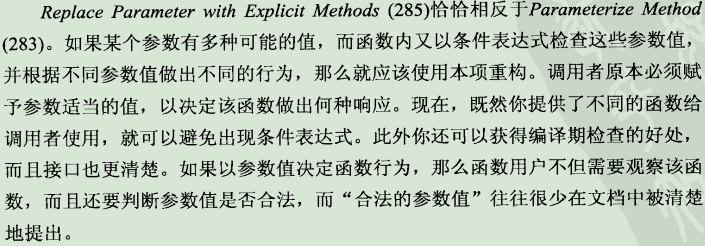 Replace Parameter with Explicit Methods (285)恰恰相反于Parameterize Method
(283)。如果某个参数有多种可能的值，而函数内又以条件表达式检查这些参数值，
并根据不同参数值做出不同的行为，那么就应该使用本项重构。调用者原本必须赋
予参数适当的值，以决定该函数做出何种响应。现在，既然你提供了不同的函数给
调用者使用，就可以避免出现条件表达式。此外你还可以获得编译期检查的好处，
而且接口也更清楚。如果以参数值决定函数行为，那么函数用户不但需要观察该函
数，而且还要判断参数值是否合法，而“合法的参数值”往往很少在文档中被清楚
地提出。